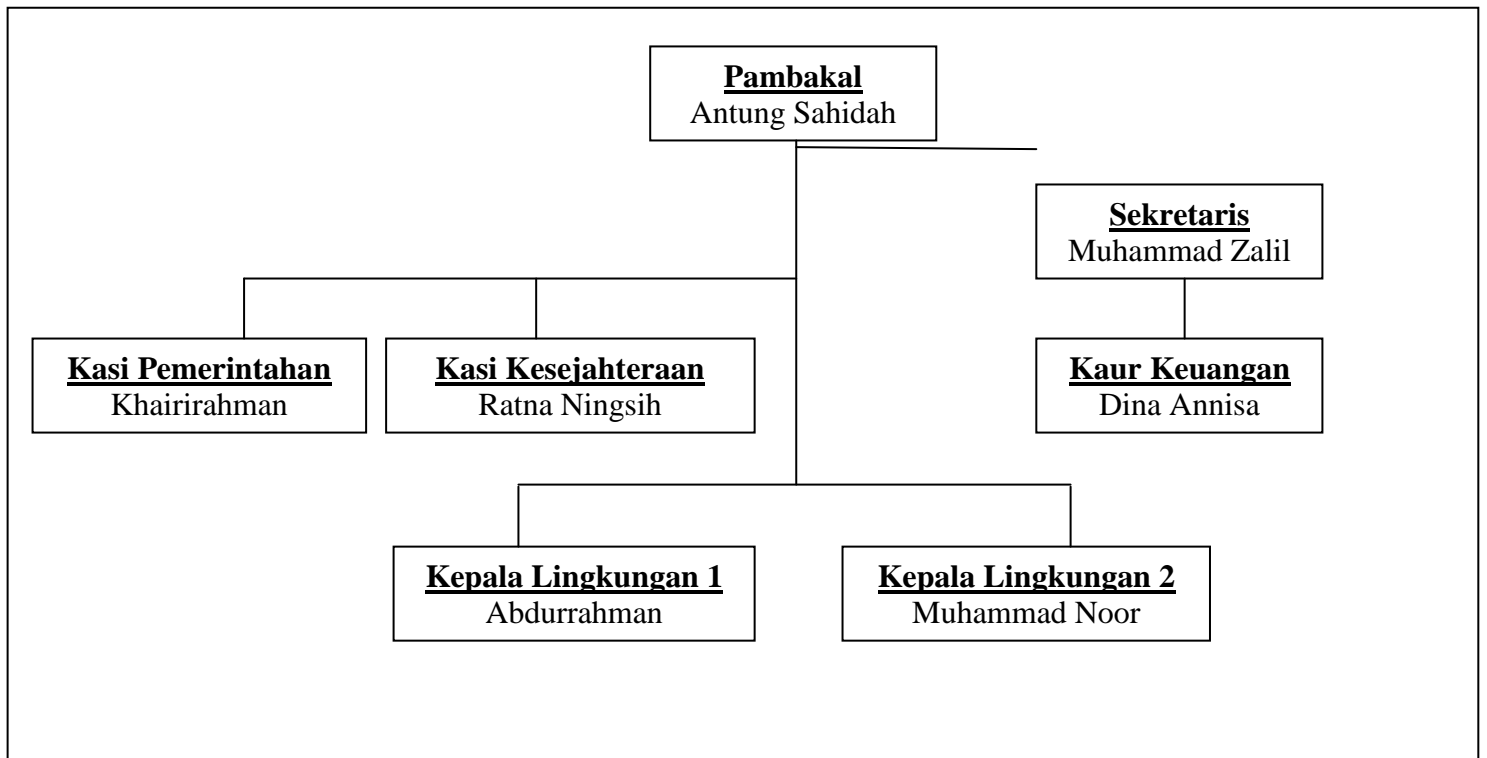 Pambakal
Antung Sahidah
Sekretaris
Muhammad Zalil
Kasi Pemerintahan
Khairirahman
Kasi Kesejahteraan
Ratna Ningsih
Kaur Keuangan
Dina Annisa
Kepala Lingkungan 1
Abdurrahman
Kepala Lingkungan 2
Muhammad Noor